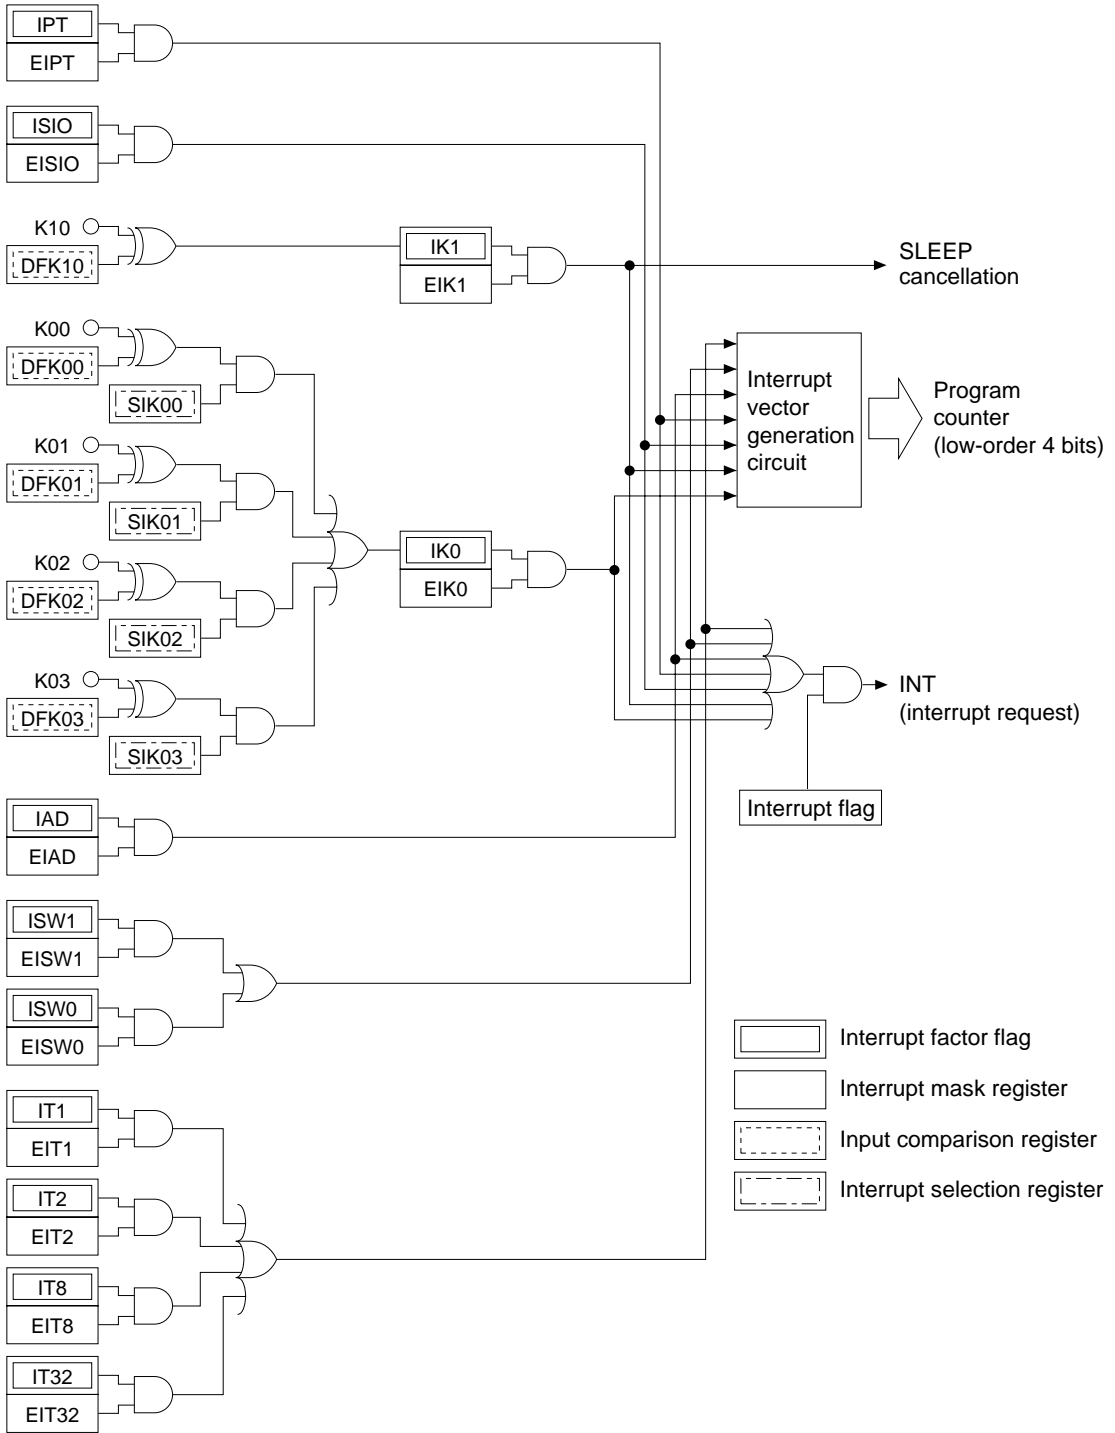 IPT
EIPT
ISIO
EISIO
K10
DFK10
IK1
EIK1
SLEEP
cancellation
K00
DFK00
SIK00
K01
DFK01
SIK01
K02
DFK02
SIK02
K03
DFK03
SIK03
IK0
EIK0
Interrupt
vector
generation
circuit
Program
counter
(low-order 4 bits)
INT
(interrupt request)
Interrupt flag
IAD
EIAD
ISW1
EISW1
ISW0
EISW0
IT1
EIT1
IT2
EIT2
IT8
EIT8
IT32
EIT32
Interrupt factor flag
Interrupt mask register
Input comparison register
Interrupt selection register